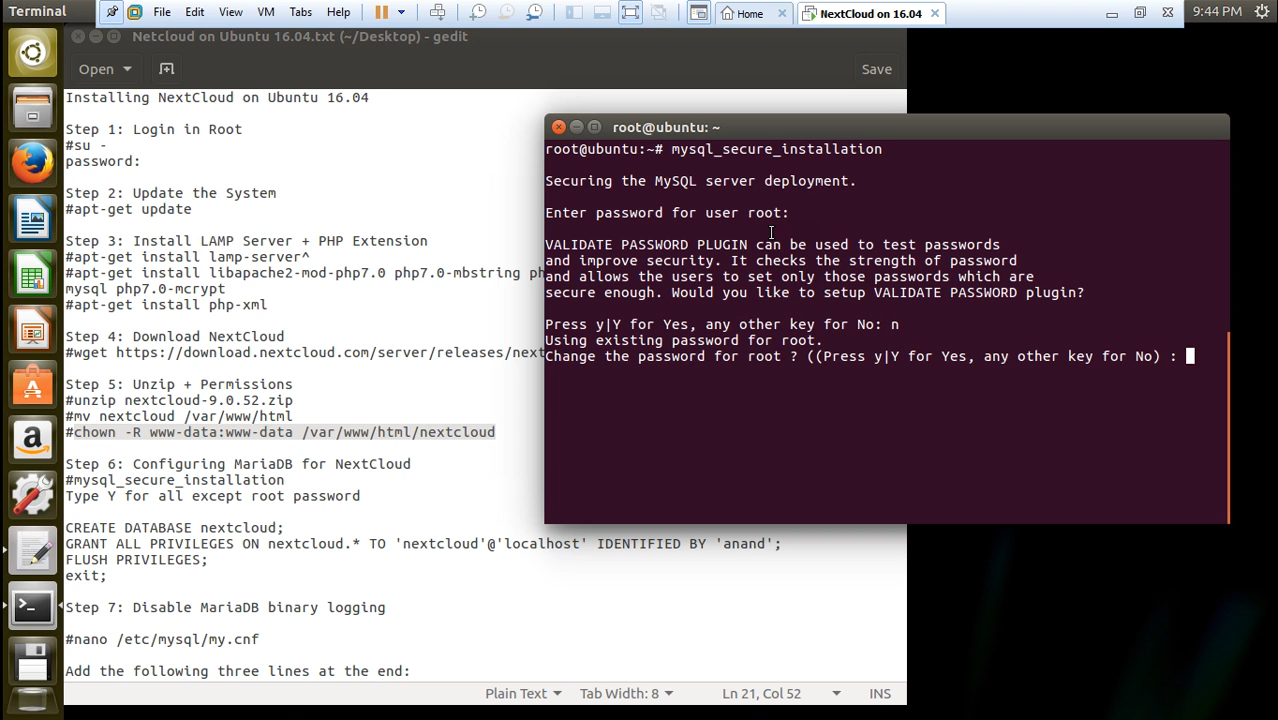 Terminal
File Edit View VM Tabs Help
Home
NextCloud on 16.04
9:44 PM
Netcloud on Ubuntu 16.04.txt (~/Desktop) - gedit
Open
Save
Installing NextCloud on Ubuntu 16.04
Step 1: Login in Root
#su -
password:
Step 2: Update the System
#apt-get update
Step 3: Install LAMP Server + PHP Extension
#apt-get install lamp-server^
#apt-get install libapache2-mod-php7.0 php7.0-mbstring ph
mysql php7.0-mcrypt
#apt-get install php-xml
Step 4: Download NextCloud
#wget https://download.nextcloud.com/server/releases/next
Step 5: Unzip + Permissions
#unzip nextcloud-9.0.52.zip
#mv nextcloud /var/www/html
#chown -R www-data:www-data /var/www/html/nextcloud
Step 6: Configuring MariaDB for NextCloud
#mysql_secure_installation
Type Y for all except root password
CREATE DATABASE nextcloud;
GRANT ALL PRIVILEGES ON nextcloud.* TO 'nextcloud'@'localhost' IDENTIFIED BY 'anand';
FLUSH PRIVILEGES;
exit;
Step 7: Disable MariaDB binary logging
#nano /etc/mysql/my.cnf
Add the following three lines at the end:
Plain Text Tab Width: 8 Ln 21, Col 52 INS
root@ubuntu: ~
root@ubuntu:~# mysql_secure_installation
Securing the MySQL server deployment.
Enter password for user root:
VALIDATE PASSWORD PLUGIN can be used to test passwords
and improve security. It checks the strength of password
and allows the users to set only those passwords which are
secure enough. Would you like to setup VALIDATE PASSWORD plugin?
Press y|Y for Yes, any other key for No: n
Using existing password for root.
Change the password for root ? ((Press y|Y for Yes, any other key for No) :